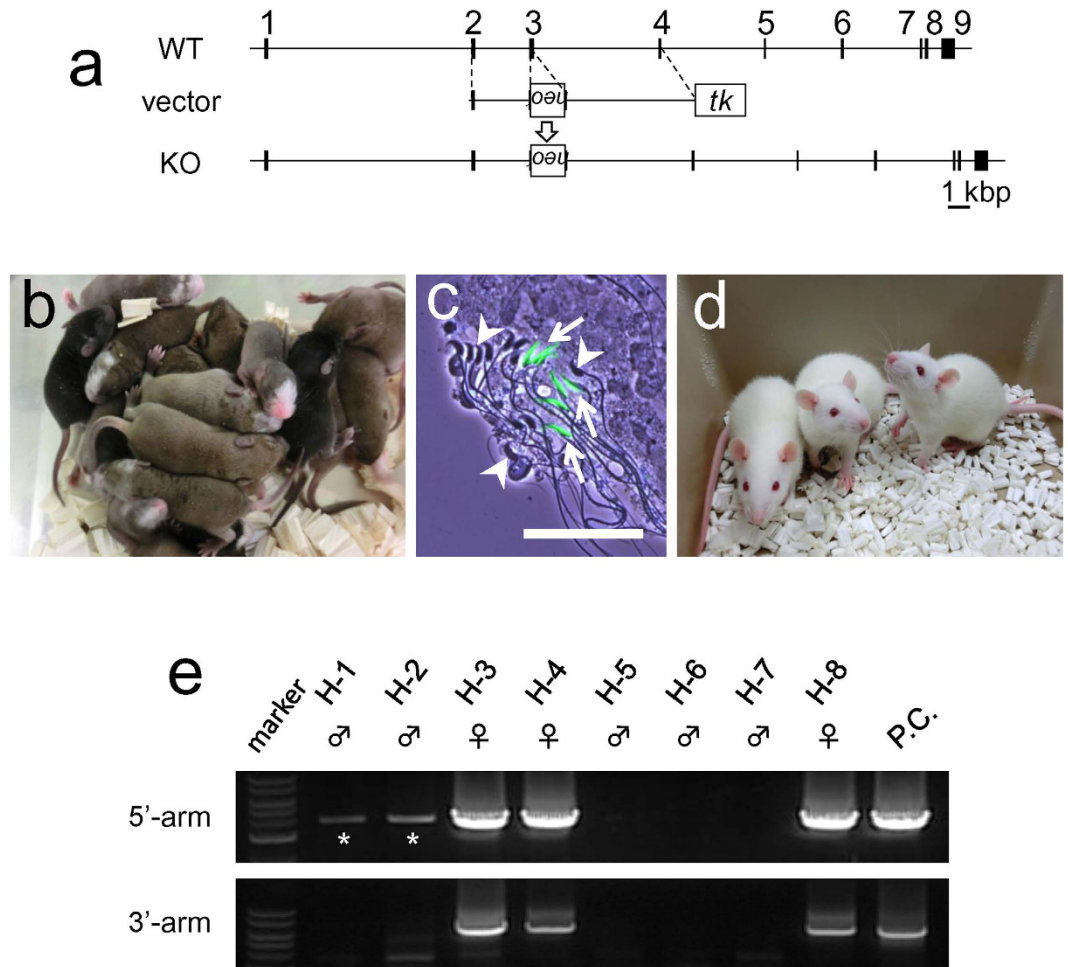 a
1 2 3 4 5 6 7 8 9
WT
vector
neo
tk
KO
neo
1 kbp
b
c
d
e
marker H-1 H-2 H-3 H-4 H-5 H-6 H-7 H-8 P.C.
♂ ♂ ♀ ♀ ♂ ♂ ♂ ♀
5’-arm
* *
3’-arm